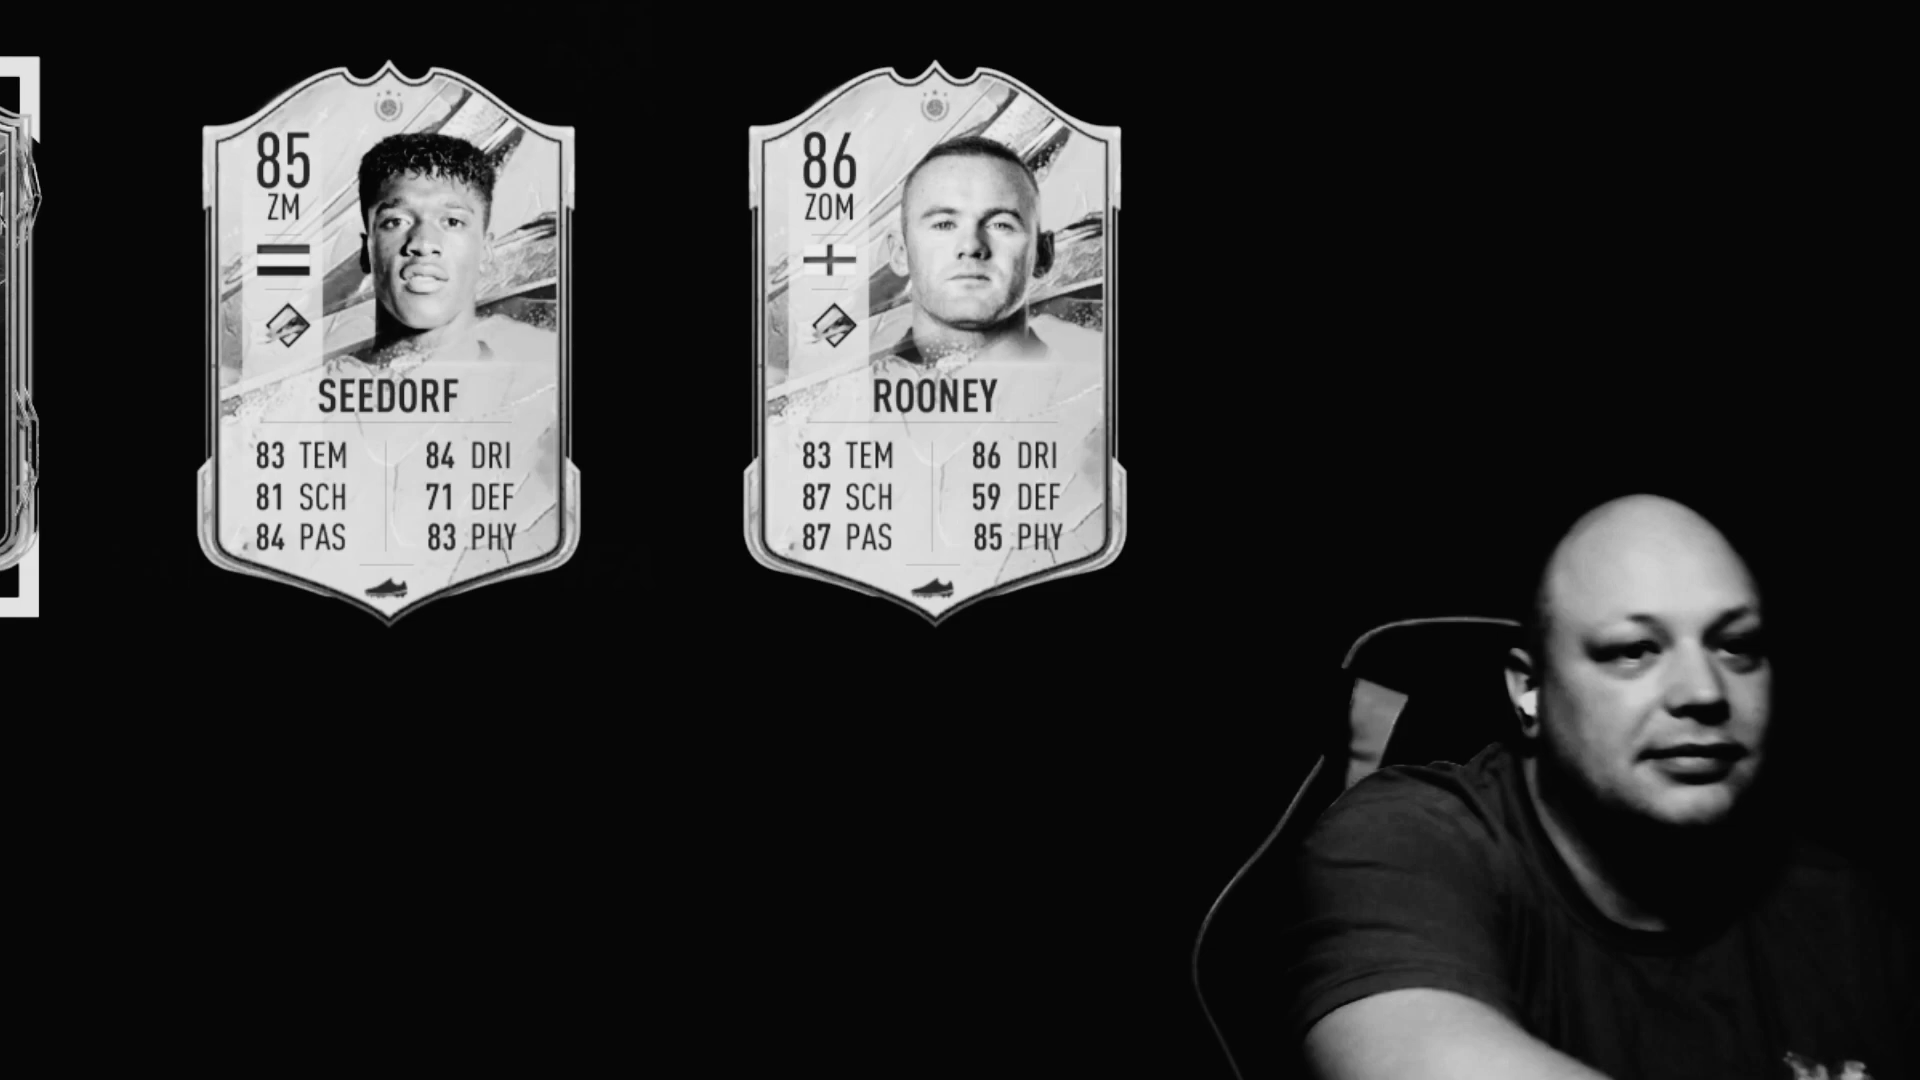 85
ZM
SEEDORF
83 TEM 84 DRI
81 SCH 71 DEF
84 PAS 83 PHY
86
ZOM
ROONEY
83 TEM 86 DRI
87 SCH 59 DEF
87 PAS 85 PHY